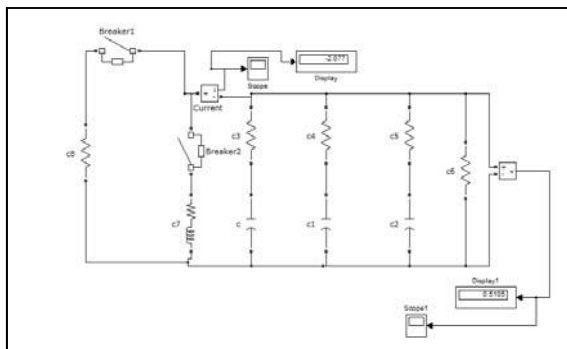 Breaker1
-2.077
Display
Scope
i
+
-
Current
c8
c3
c4
c5
c6
Breaker2
+
-
v
c7
c
c1
c2
Display1
0.5105
Scope1